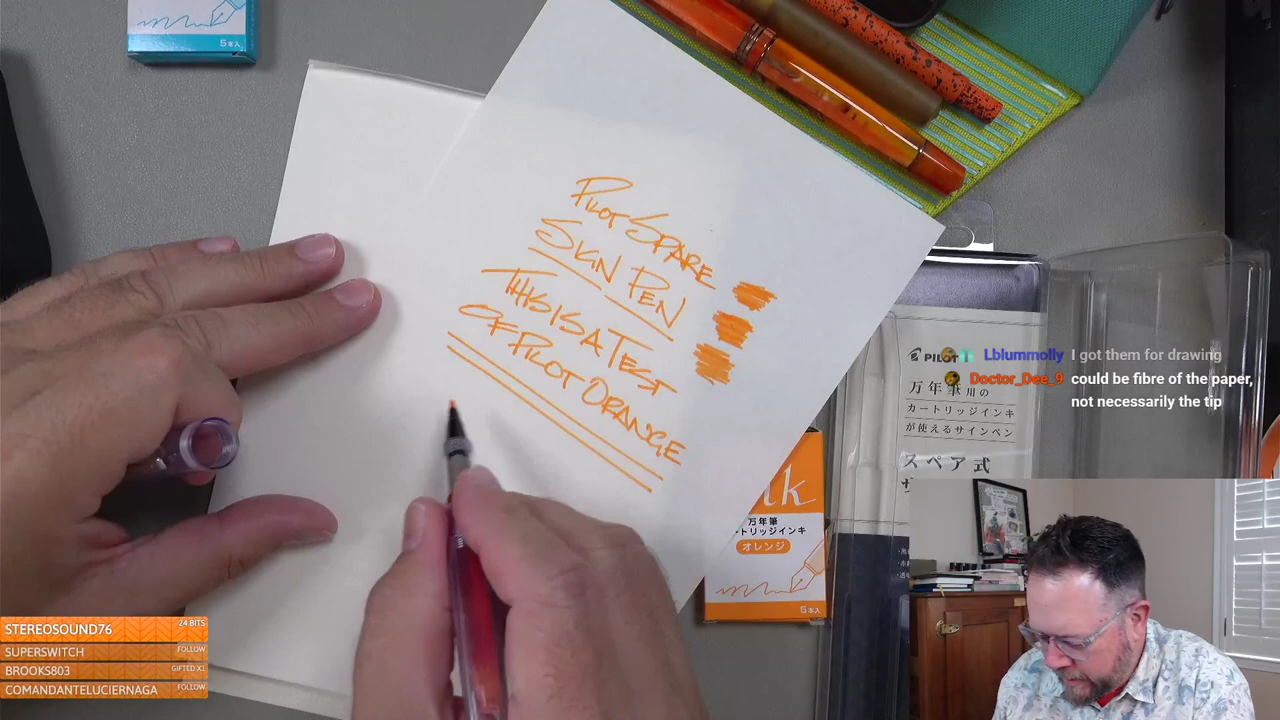 5本入
PILOT SPARE
SKIN PEN
THIS IS A TEST
OF PILOT ORANGE
PILOT
万年筆用の
カートリッジインキ
が使えるサインペン
スペア式
Lblummolly I got them for drawing
Doctor_Dee_9 could be fibre of the paper,
not necessarily the tip
万年筆
ートリッジインキ
オレンジ
5本入
STEREOSOUND76 24 BITS
SUPERSWITCH FOLLOW
BROOKS803 GIFTED X1
COMANDANTELUCIERNAGA FOLLOW